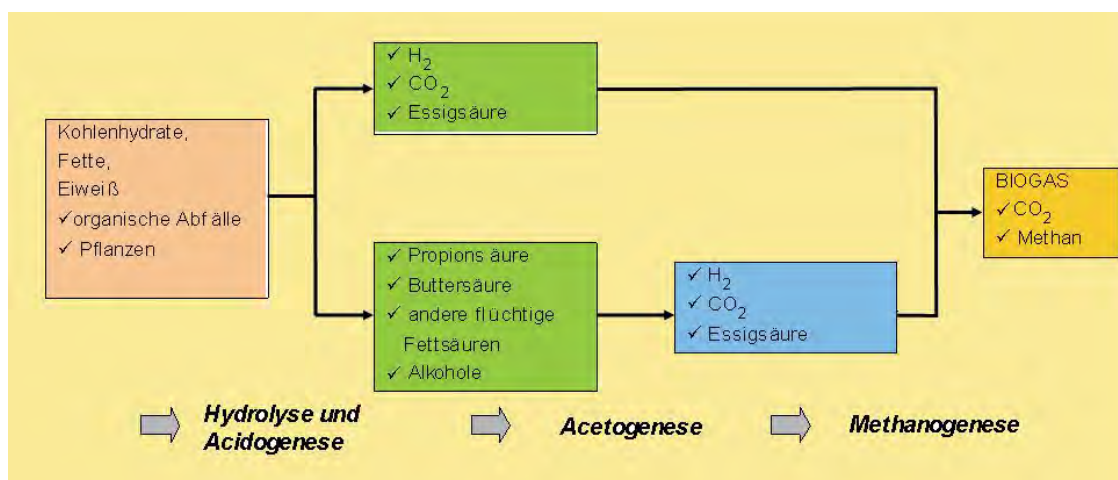 Kohlenhydrate,
Fette,
Eiweiß
✓organische Abfälle
✓ Pflanzen
✓ H₂
✓ CO₂
✓ Essigsäure
✓ Propionsäure
✓ Buttersäure
✓ andere flüchtige
Fettsäuren
✓ Alkohole
✓ H₂
✓ CO₂
✓ Essigsäure
BIOGAS
✓CO₂
✓ Methan
Hydrolyse und
Acidogenese
Acetogenese
Methanogenese